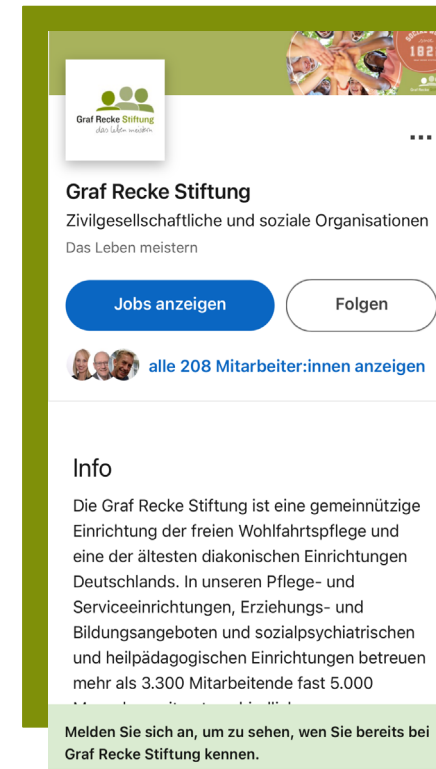 SOCIAL
SINCE
182
Graf Recke Stiftung
das Leben meistern
...
Graf Recke Stiftung
Zivilgesellschaftliche und soziale Organisationen
Das Leben meistern
Jobs anzeigen
Folgen
alle 208 Mitarbeiter:innen anzeigen
Info
Die Graf Recke Stiftung ist eine gemeinnützige
Einrichtung der freien Wohlfahrtspflege und
eine der ältesten diakonischen Einrichtungen
Deutschlands. In unseren Pflege- und
Serviceeinrichtungen, Erziehungs- und
Bildungsangeboten und sozialpsychiatrischen
und heilpädagogischen Einrichtungen betreuen
mehr als 3.300 Mitarbeitende fast 5.000
Melden Sie sich an, um zu sehen, wen Sie bereits bei
Graf Recke Stiftung kennen.